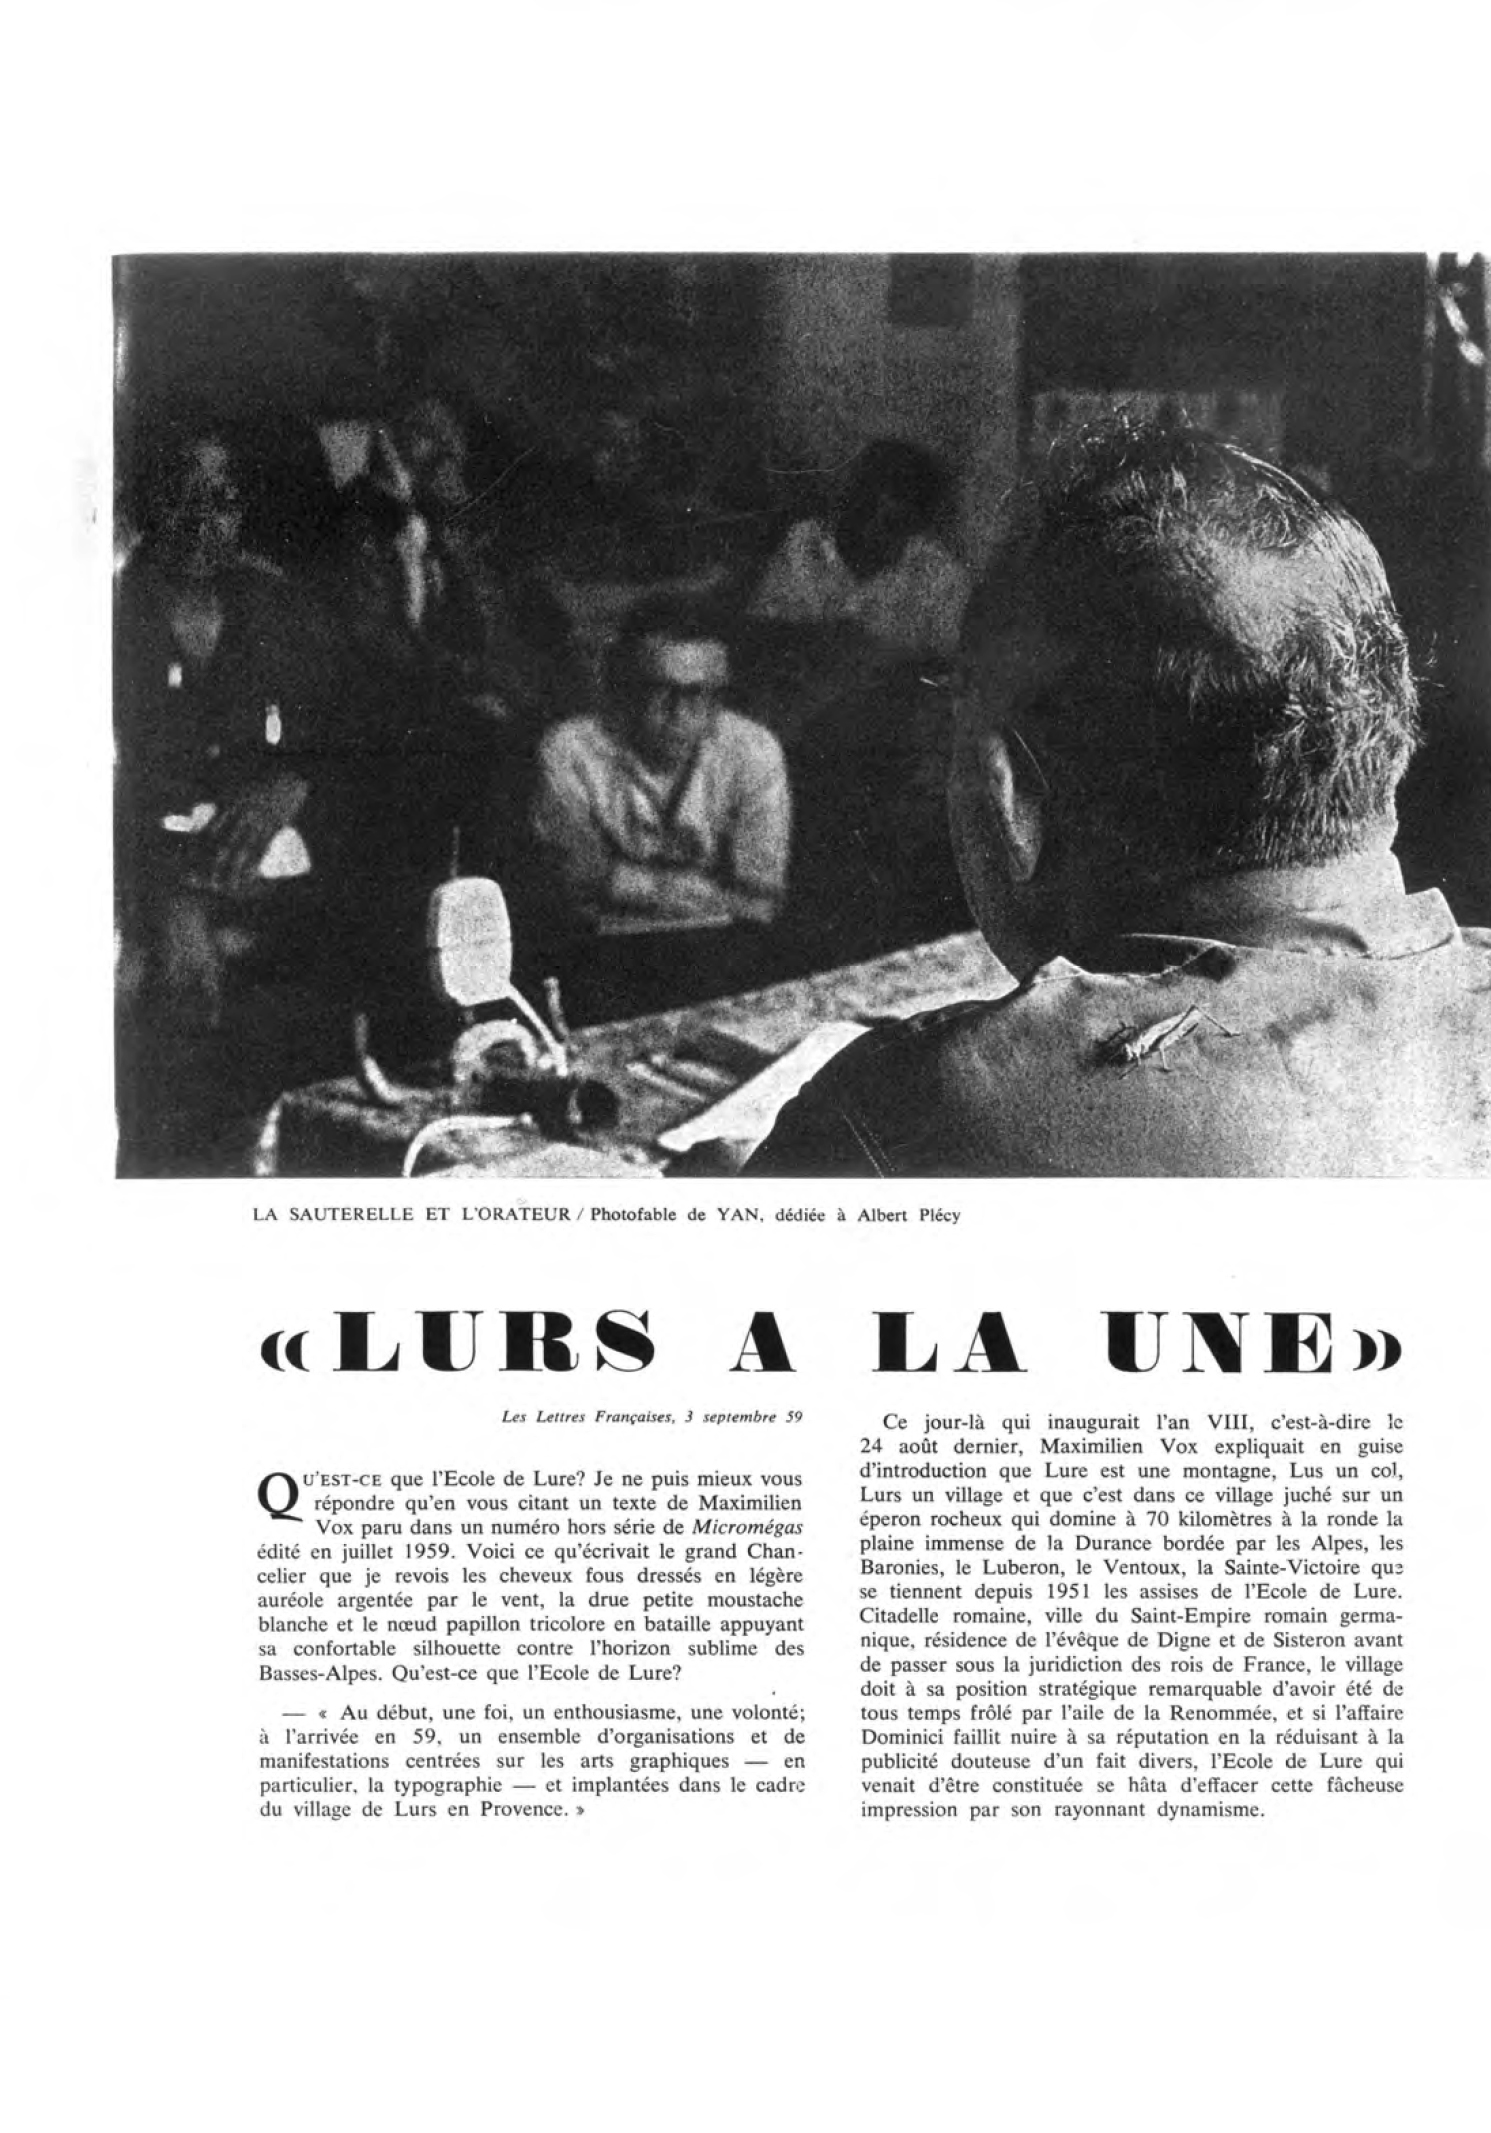 LA SAUTERELLE ET L'ORATEUR / Photofable de YAN, dédiée à Albert Plécy
«LURS A LA UNE»
Les Lettres Françaises, 3 septembre 59
QU'EST-CE que l'Ecole de Lure? Je ne puis mieux vous
répondre qu'en vous citant un texte de Maximilien
Vox paru dans un numéro hors série de Micromégas
édité en juillet 1959. Voici ce qu'écrivait le grand Chan-
celier que je revois les cheveux fous dressés en légère
auréole argentée par le vent, la drue petite moustache
blanche et le nœud papillon tricolore en bataille appuyant
sa confortable silhouette contre l'horizon sublime des
Basses-Alpes. Qu'est-ce que l'Ecole de Lure?
— « Au début, une foi, un enthousiasme, une volonté;
à l'arrivée en 59, un ensemble d'organisations et de
manifestations centrées sur les arts graphiques — en
particulier, la typographie — et implantées dans le cadre
du village de Lurs en Provence. »
Ce jour-là qui inaugurait l'an VIII, c'est-à-dire le
24 août dernier, Maximilien Vox expliquait en guise
d'introduction que Lure est une montagne, Lus un col,
Lurs un village et que c'est dans ce village juché sur un
éperon rocheux qui domine à 70 kilomètres à la ronde la
plaine immense de la Durance bordée par les Alpes, les
Baronies, le Luberon, le Ventoux, la Sainte-Victoire que
se tiennent depuis 1951 les assises de l'Ecole de Lure.
Citadelle romaine, ville du Saint-Empire romain germa-
nique, résidence de l'évêque de Digne et de Sisteron avant
de passer sous la juridiction des rois de France, le village
doit à sa position stratégique remarquable d'avoir été de
tous temps frôlé par l'aile de la Renommée, et si l'affaire
Dominici faillit nuire à sa réputation en la réduisant à la
publicité douteuse d'un fait divers, l'Ecole de Lure qui
venait d'être constituée se hâta d'effacer cette fâcheuse
impression par son rayonnant dynamisme.